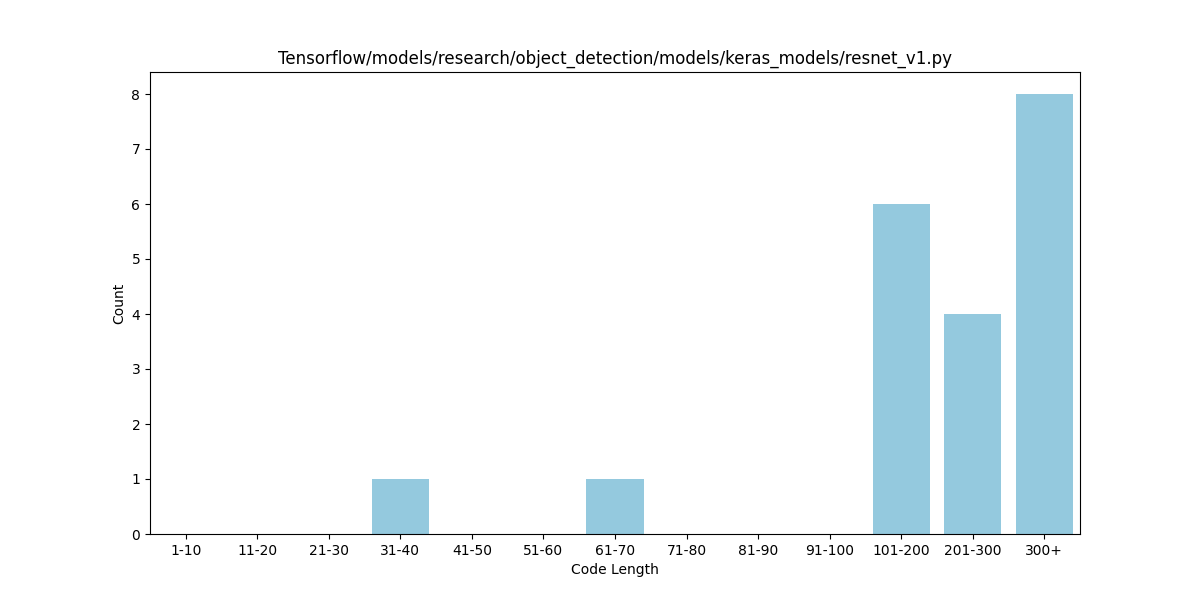 Tensorflow/models/research/object_detection/models/keras_models/resnet_v1.py
8
7
6
5
4
3
2
1
0
Count
1-10 11-20 21-30 31-40 41-50 51-60 61-70 71-80 81-90 91-100 101-200 201-300 300+
Code Length